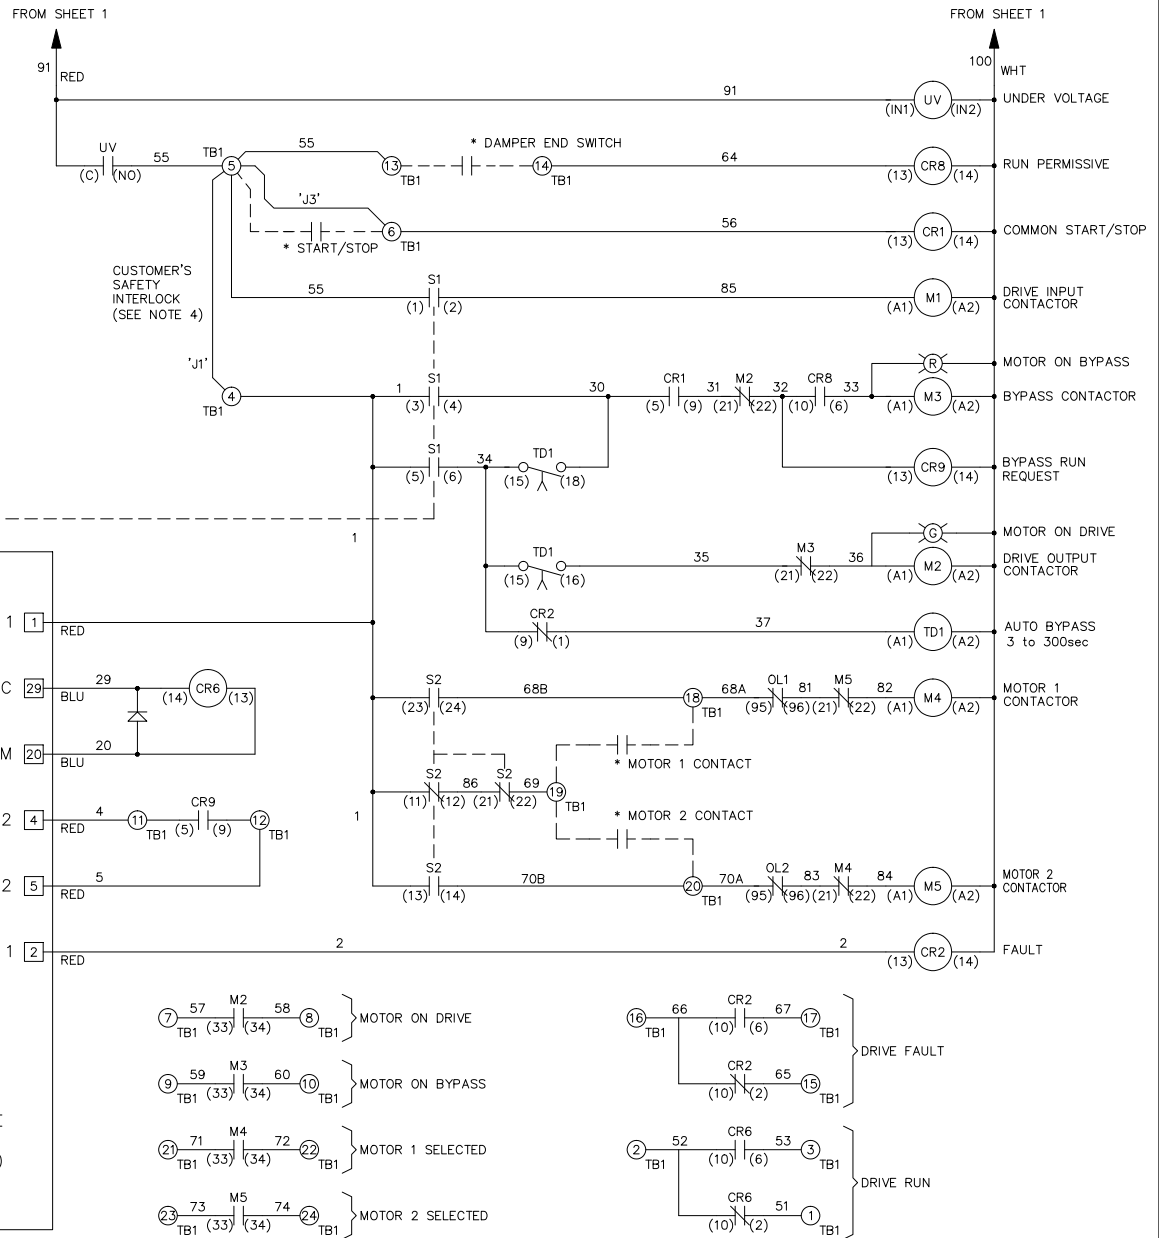 FROM SHEET 1 FROM SHEET 1
91 RED 100 WHT
91 (IN1) UV (IN2) UNDER VOLTAGE
UV (C) (NO) 55 TB1 5 55 13 TB1 * DAMPER END SWITCH 14 TB1 64 (13) CR8 (14) RUN PERMISSIVE
'J3'
* START/STOP 6 TB1 56 (13) CR1 (14) COMMON START/STOP
CUSTOMER'S
SAFETY
INTERLOCK
(SEE NOTE 4)
55 S1 (1) (2) 85 (A1) M1 (A2) DRIVE INPUT
CONTACTOR
R MOTOR ON BYPASS
'J1'
TB1 4 1 S1 (3) (4) 30 CR1 (5) (9) 31 M2 (21) (22) 32 CR8 (10) (6) 33 (A1) M3 (A2) BYPASS CONTACTOR
S1 (5) (6) 34 TD1 (15) (18) (13) CR9 (14) BYPASS RUN
REQUEST
1
G MOTOR ON DRIVE
TD1 (15) (16) 35 M3 (21) (22) 36 (A1) M2 (A2) DRIVE OUTPUT
CONTACTOR
1 1 RED CR2 (9) (1) 37 (A1) TD1 (A2) AUTO BYPASS
3 to 300sec
C 29 BLU 29 (14) CR6 (13) S2 (23) (24) 68B 18 TB1 68A OL1 (95) (96) 81 M5 (21) (22) 82 (A1) M4 (A2) MOTOR 1
CONTACTOR
M 20 BLU 20
* MOTOR 1 CONTACT
S2 (11) (12) 86 S2 (21) (22) 69 19 TB1
2 4 RED 4 11 TB1 CR9 (5) (9) 12 TB1 1 * MOTOR 2 CONTACT
2 5 RED 5 S2 (13) (14) 70B 20 TB1 70A OL2 (95) (96) 83 M4 (21) (22) 84 (A1) M5 (A2) MOTOR 2
CONTACTOR
1 2 RED 2 2 (13) CR2 (14) FAULT
7 TB1 57 M2 (33) (34) 58 8 TB1 MOTOR ON DRIVE
9 TB1 59 M3 (33) (34) 60 10 TB1 MOTOR ON BYPASS
21 TB1 71 M4 (33) (34) 72 22 TB1 MOTOR 1 SELECTED
23 TB1 73 M5 (33) (34) 74 24 TB1 MOTOR 2 SELECTED
16 TB1 66 CR2 (10) (6) 67 17 TB1
DRIVE FAULT
CR2 (10) (2) 65 15 TB1
2 TB1 52 CR6 (10) (6) 53 3 TB1
DRIVE RUN
CR6 (10) (2) 51 1 TB1